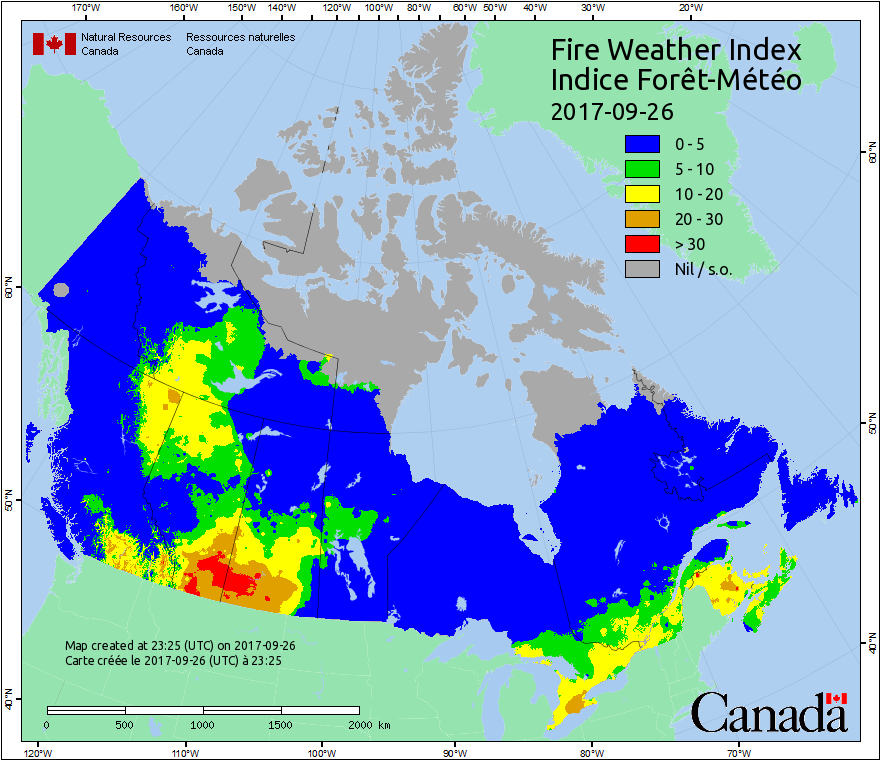 170°W 160°W 150°W 140°W 120°W 100°W 80°W 60°W 50°W 40°W 30°W 20°W
Natural Resources Canada
Ressources naturelles Canada
Fire Weather Index
Indice Forêt-Météo
2017-09-26
0 - 5
5 - 10
10 - 20
20 - 30
> 30
Nil / s.o.
60°N
60°N
50°N
50°N
40°N
40°N
Map created at 23:25 (UTC) on 2017-09-26
Carte créée le 2017-09-26 (UTC) à 23:25
0 500 1000 1500 2000 km
Canada
120°W 110°W 100°W 90°W 80°W 70°W